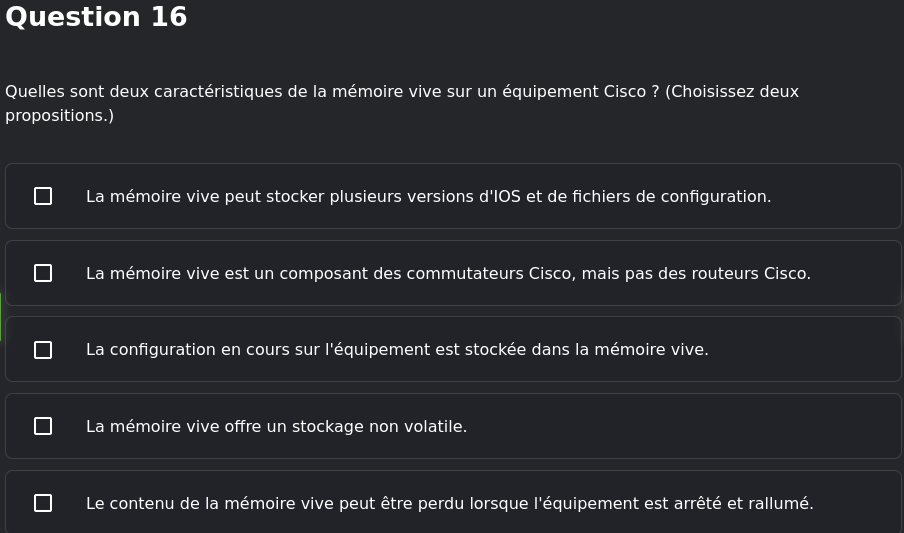 Question 16
Quelles sont deux caractéristiques de la mémoire vive sur un équipement Cisco ? (Choisissez deux
propositions.)
La mémoire vive peut stocker plusieurs versions d'IOS et de fichiers de configuration.
La mémoire vive est un composant des commutateurs Cisco, mais pas des routeurs Cisco.
La configuration en cours sur l'équipement est stockée dans la mémoire vive.
La mémoire vive offre un stockage non volatile.
Le contenu de la mémoire vive peut être perdu lorsque l'équipement est arrêté et rallumé.